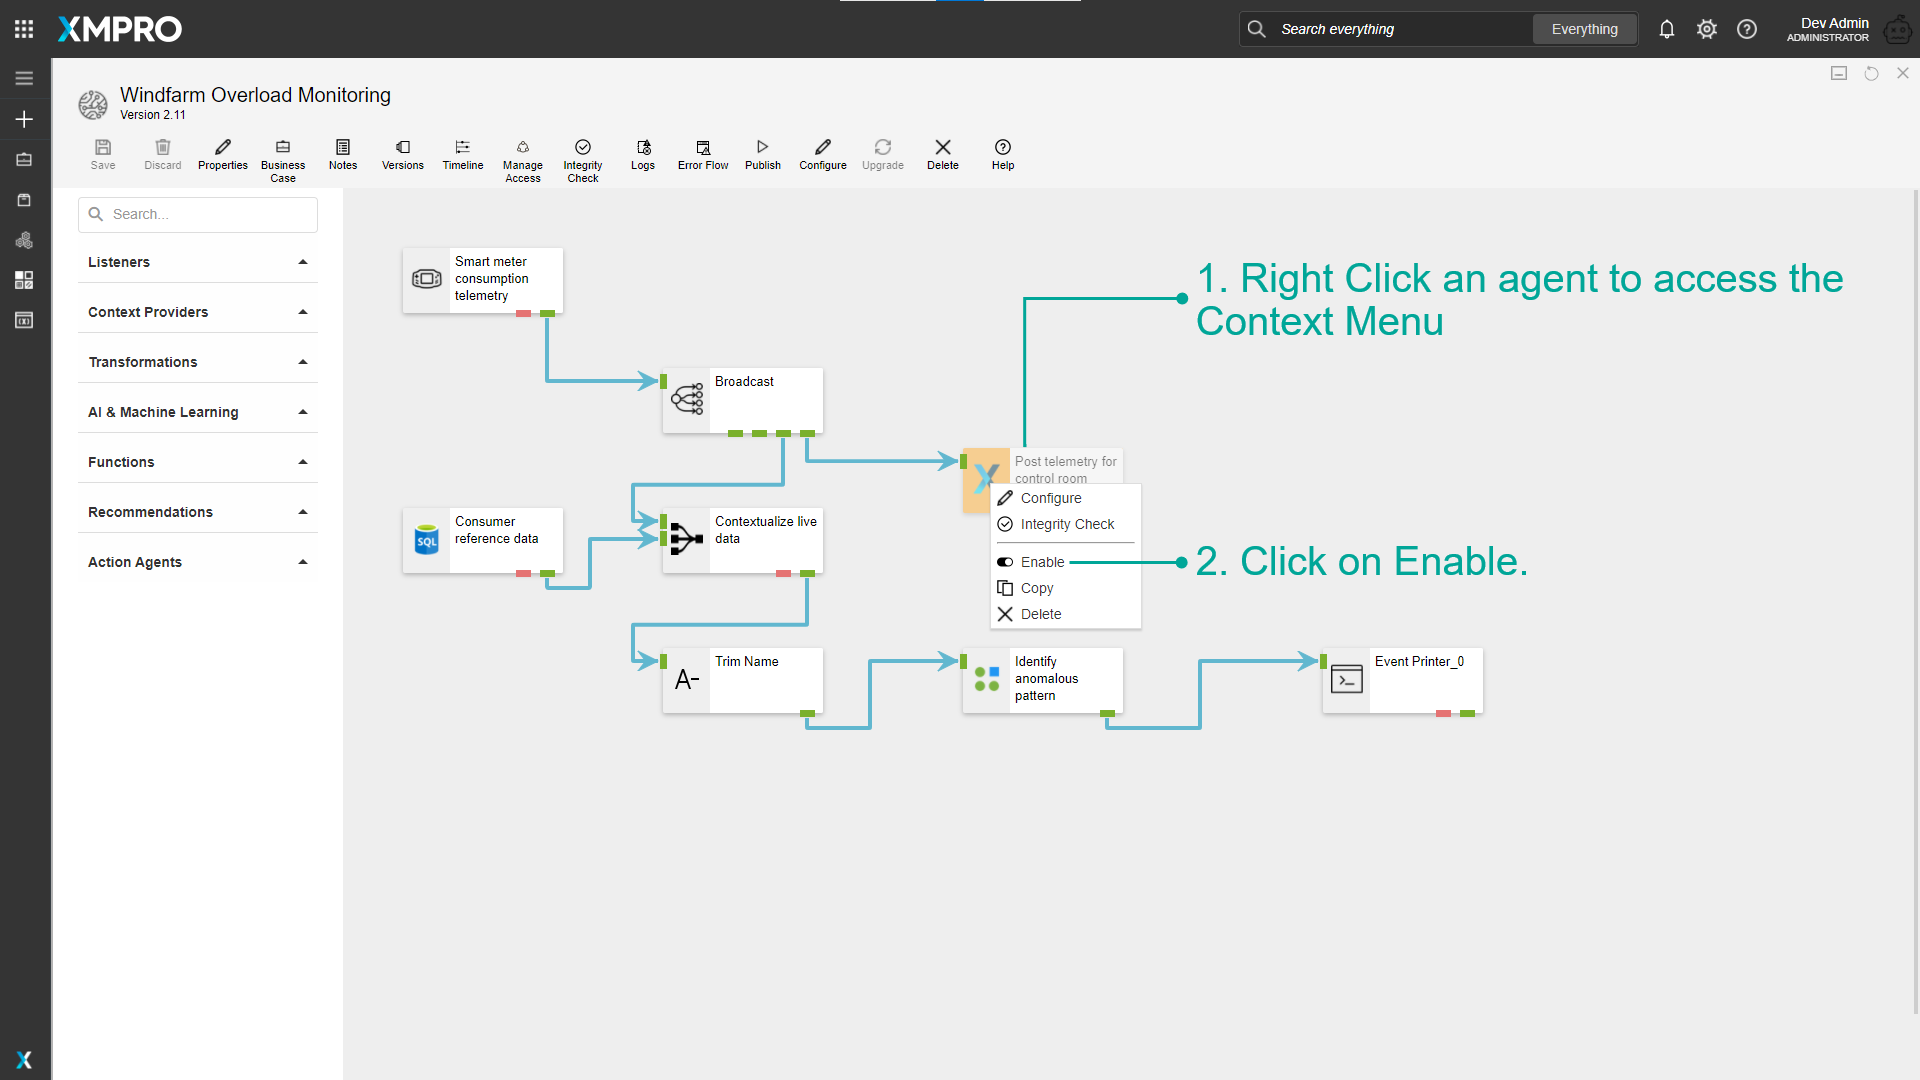 XMPRO
Search everything
Everything
Dev Admin
ADMINISTRATOR
Windfarm Overload Monitoring
Version 2.11
Save
Discard
Properties
Business
Case
Notes
Versions
Timeline
Manage
Access
Integrity
Check
Logs
Error Flow
Publish
Configure
Upgrade
Delete
Help
Search...
Listeners
Context Providers
Transformations
AI & Machine Learning
Functions
Recommendations
Action Agents
Smart meter
consumption
telemetry
Broadcast
1. Right Click an agent to access the
Context Menu
Post telemetry for
control room
Configure
Integrity Check
Enable
Copy
Delete
2. Click on Enable.
SQL
Consumer
reference data
Contextualize live
data
A-
Trim Name
Identify
anomalous
pattern
Event Printer_0